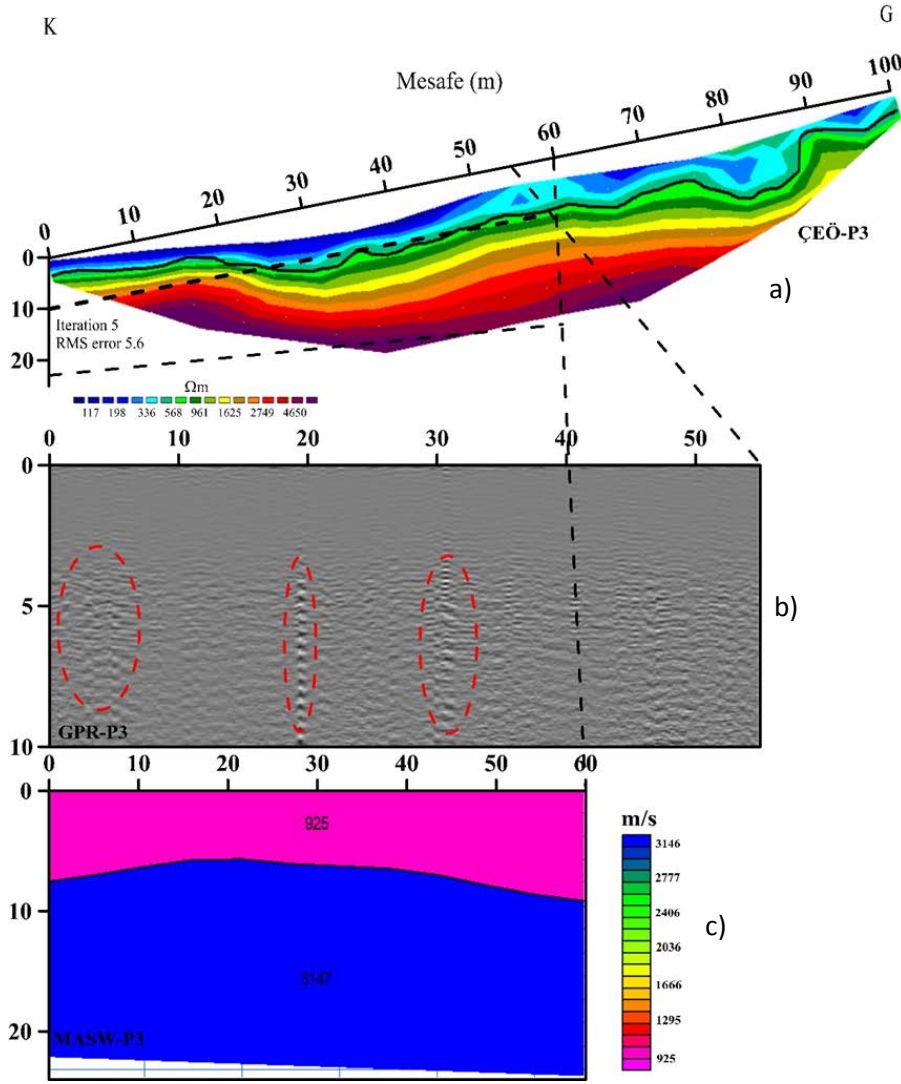 K G
Mesafe (m)
0 10 20 30 40 50 60 70 80 90 100
0
10
20
ÇEÖ-P3
a)
Iteration 5
RMS error 5.6
Ωm
117 198 336 568 961 1625 2749 4650
0 10 20 30 40 50
0
5
10
GPR-P3
b)
0 10 20 30 40 50 60
0
10
20
925
3147
MASW-P3
m/s
3146
2777
2406
2036
1666
1295
925
c)